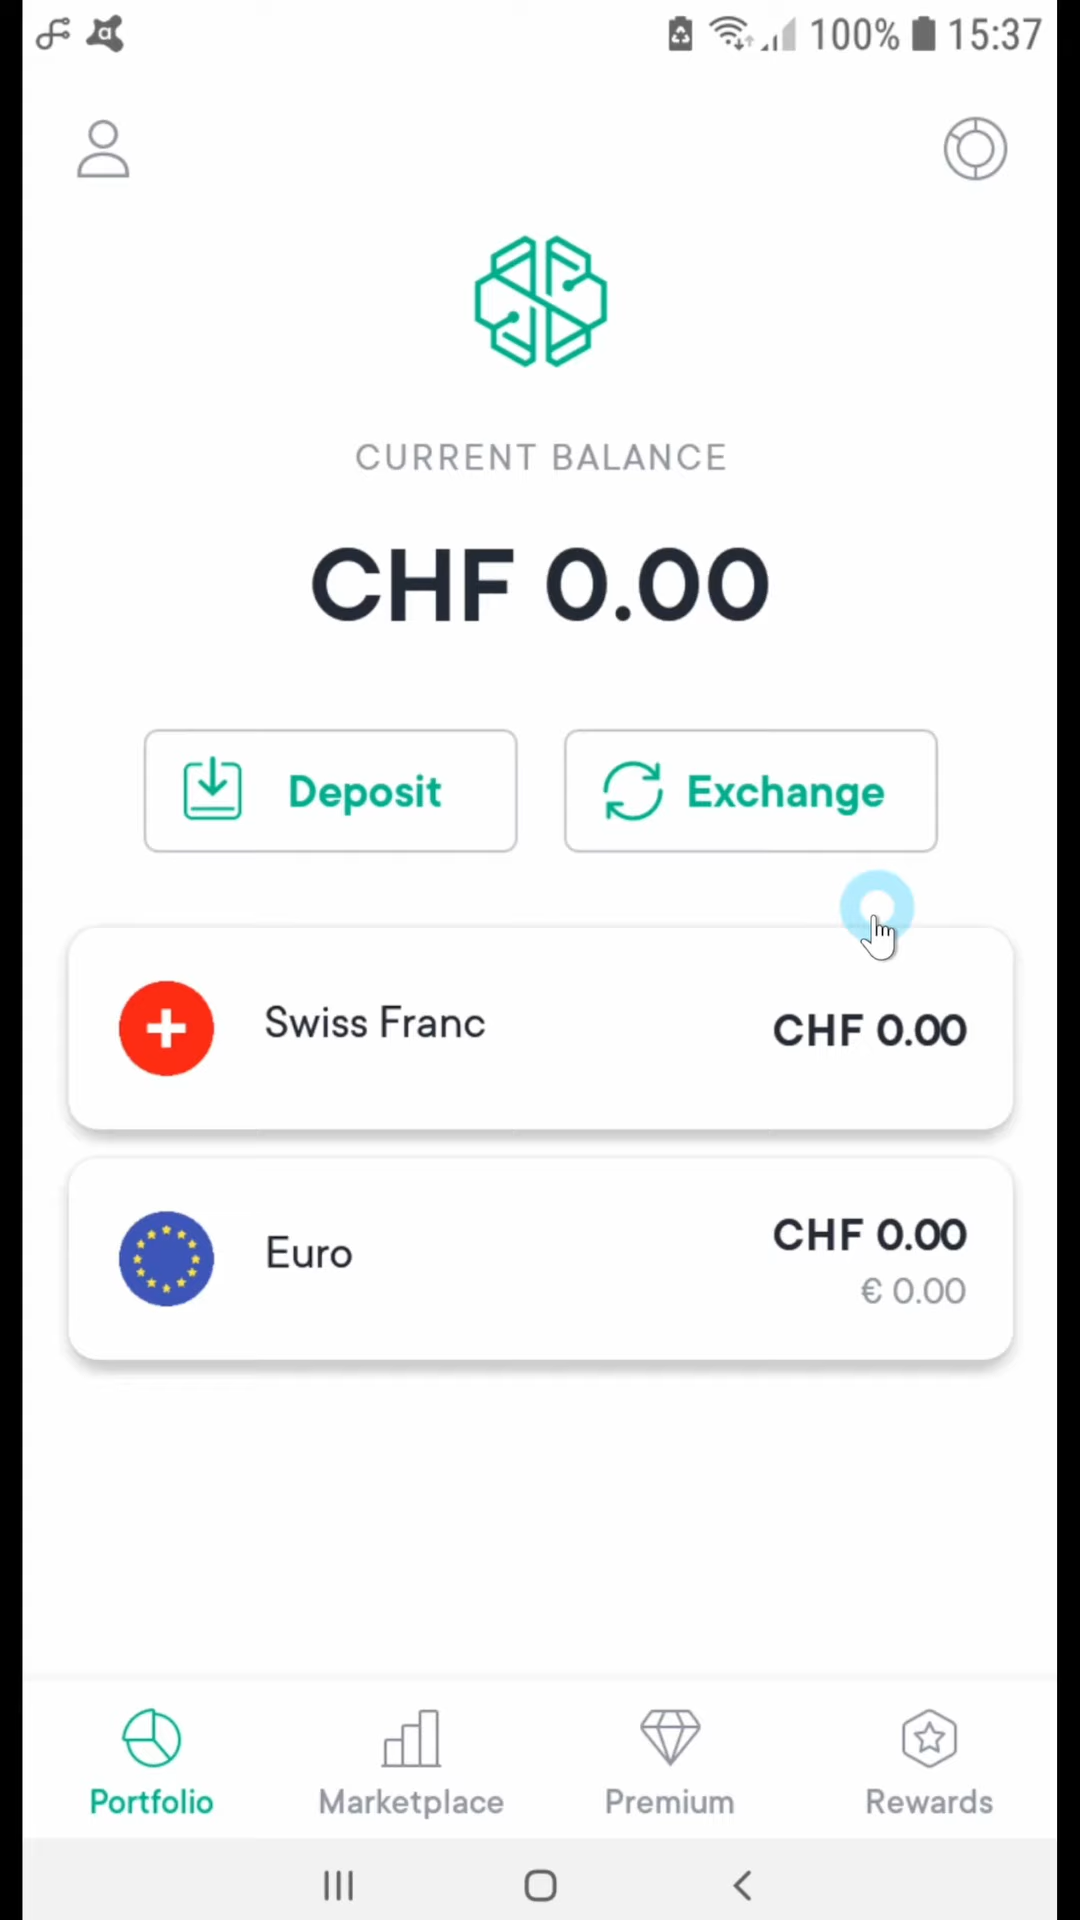 100% 15:37
CURRENT BALANCE
CHF 0.00
Deposit Exchange
Swiss Franc CHF 0.00
Euro CHF 0.00
€ 0.00
Portfolio Marketplace Premium Rewards